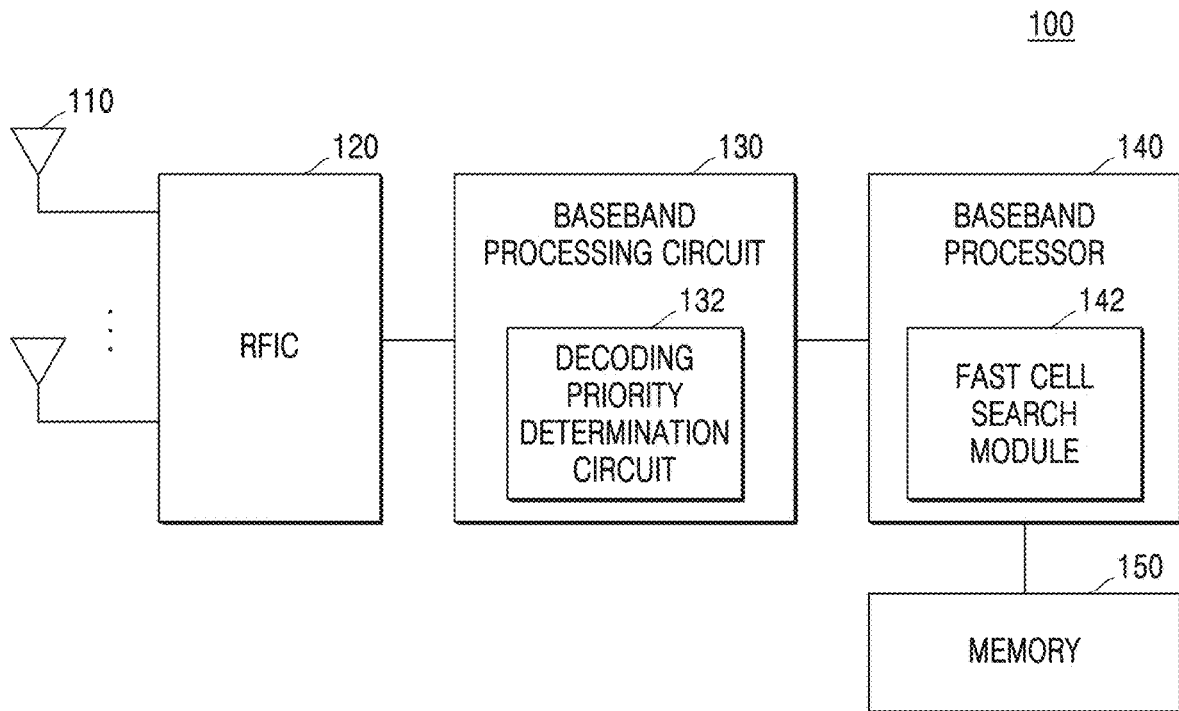 100
110
120
130
140
RFIC
BASEBAND
PROCESSING CIRCUIT
132
DECODING
PRIORITY
DETERMINATION
CIRCUIT
BASEBAND
PROCESSOR
142
FAST CELL
SEARCH
MODULE
150
MEMORY